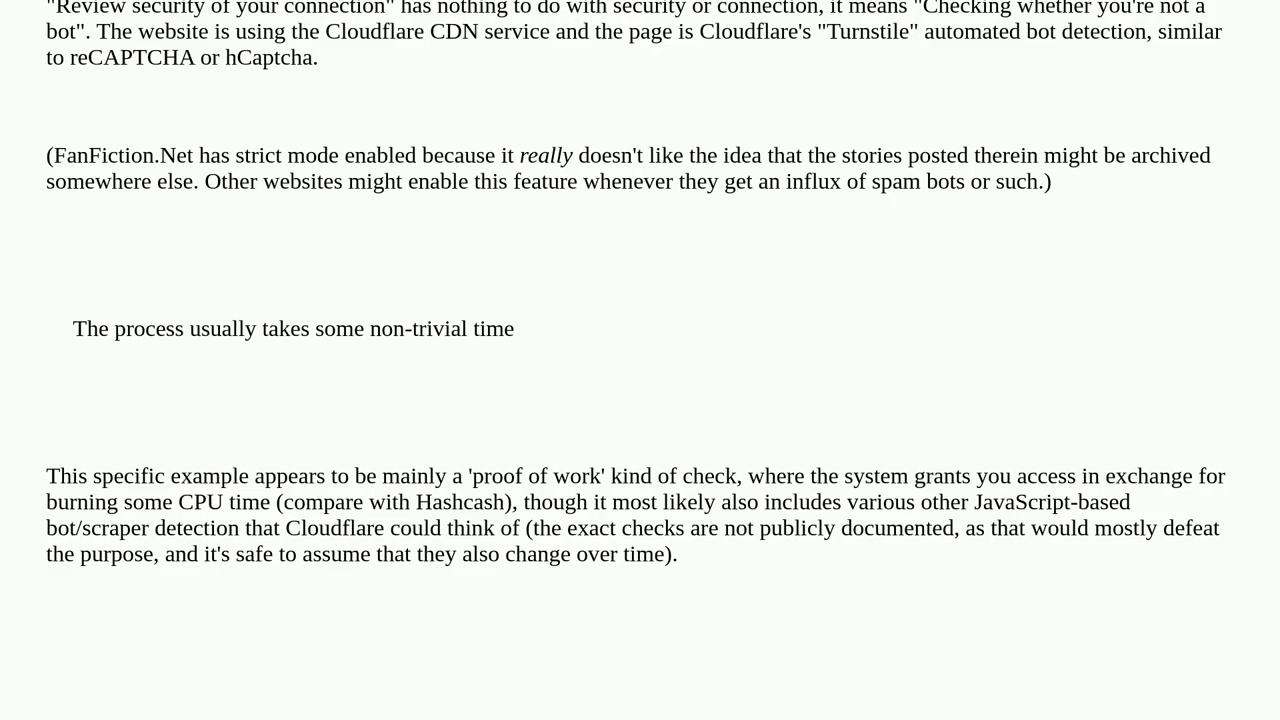 "Review security of your connection" has nothing to do with security or connection, it means "Checking whether you're not a
bot". The website is using the Cloudflare CDN service and the page is Cloudflare's "Turnstile" automated bot detection, similar
to reCAPTCHA or hCaptcha.
(FanFiction.Net has strict mode enabled because it really doesn't like the idea that the stories posted therein might be archived
somewhere else. Other websites might enable this feature whenever they get an influx of spam bots or such.)
The process usually takes some non-trivial time
This specific example appears to be mainly a 'proof of work' kind of check, where the system grants you access in exchange for
burning some CPU time (compare with Hashcash), though it most likely also includes various other JavaScript-based
bot/scraper detection that Cloudflare could think of (the exact checks are not publicly documented, as that would mostly defeat
the purpose, and it's safe to assume that they also change over time).